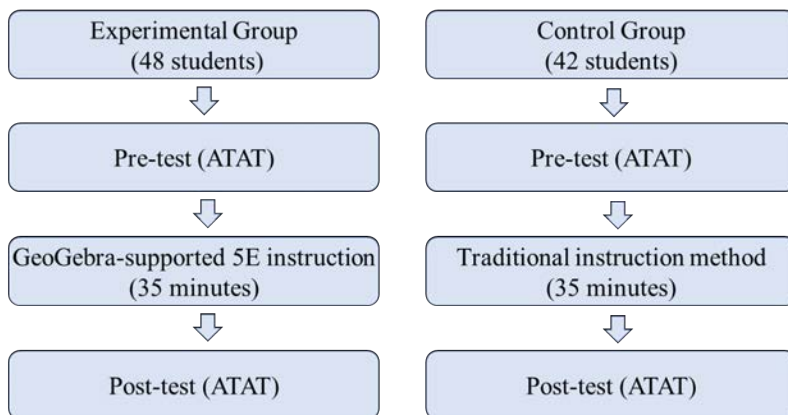 Experimental Group
(48 students)
Control Group
(42 students)
Pre-test (ATAT)
Pre-test (ATAT)
GeoGebra-supported 5E instruction
(35 minutes)
Traditional instruction method
(35 minutes)
Post-test (ATAT)
Post-test (ATAT)